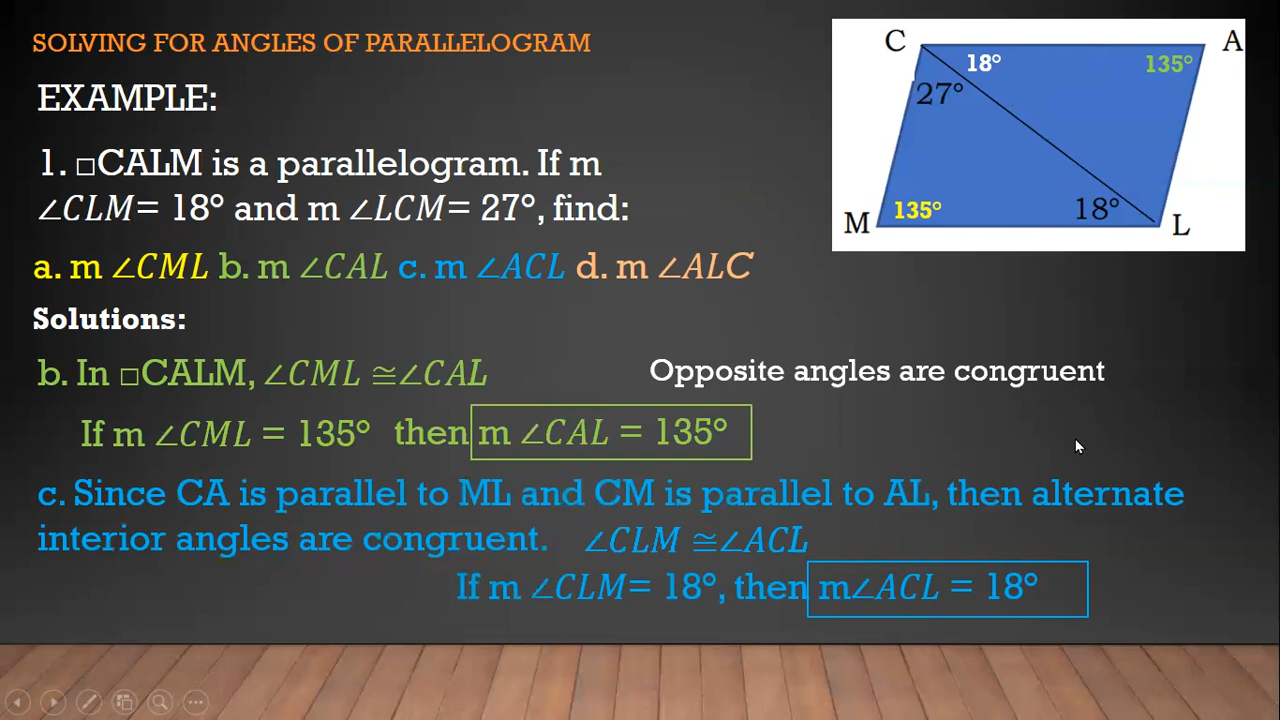 SOLVING FOR ANGLES OF PARALLELOGRAM
EXAMPLE:
1. □CALM is a parallelogram. If m
∠CLM= 18° and m ∠LCM= 27°, find:
a. m ∠CML b. m ∠CAL c. m ∠ACL d. m ∠ALC
Solutions:
b. In □CALM, ∠CML ≅∠CAL
Opposite angles are congruent
If m ∠CML = 135° then m ∠CAL = 135°
c. Since CA is parallel to ML and CM is parallel to AL, then alternate
interior angles are congruent. ∠CLM ≅∠ACL
If m ∠CLM= 18°, then m∠ACL = 18°
C A
18° 135°
27°
M 135° 18° L